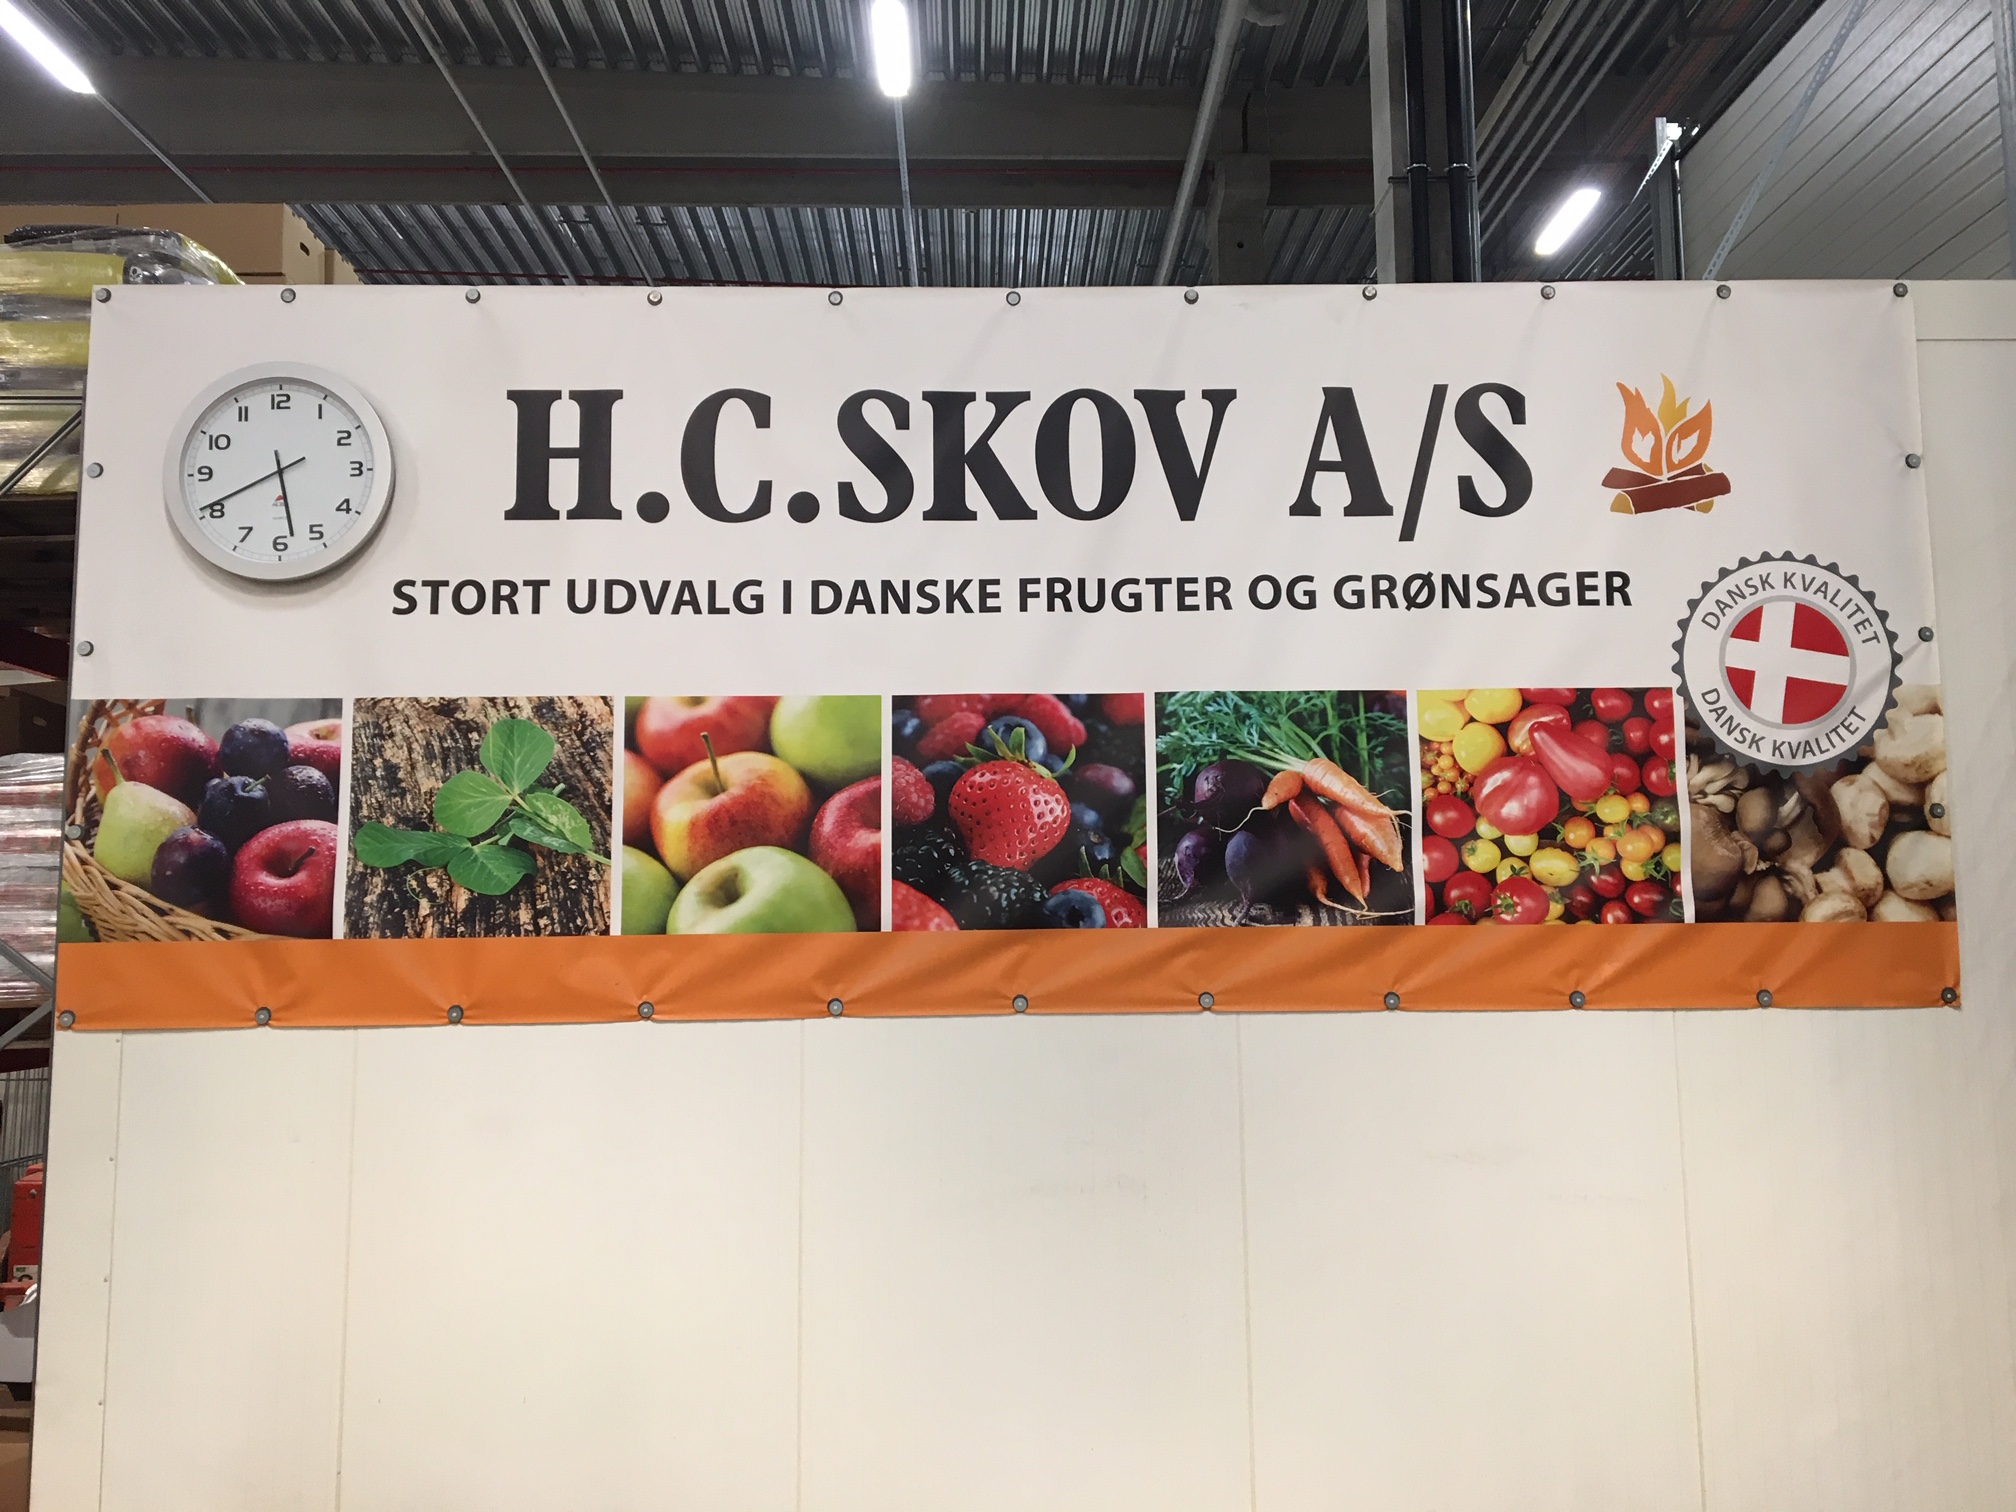 12
11 1
10 2
9 3
8 4
7 5
6
H.C.SKOV A/S
STORT UDVALG I DANSKE FRUGTER OG GRØNSAGER
DANSK KVALITET
DANSK KVALITET